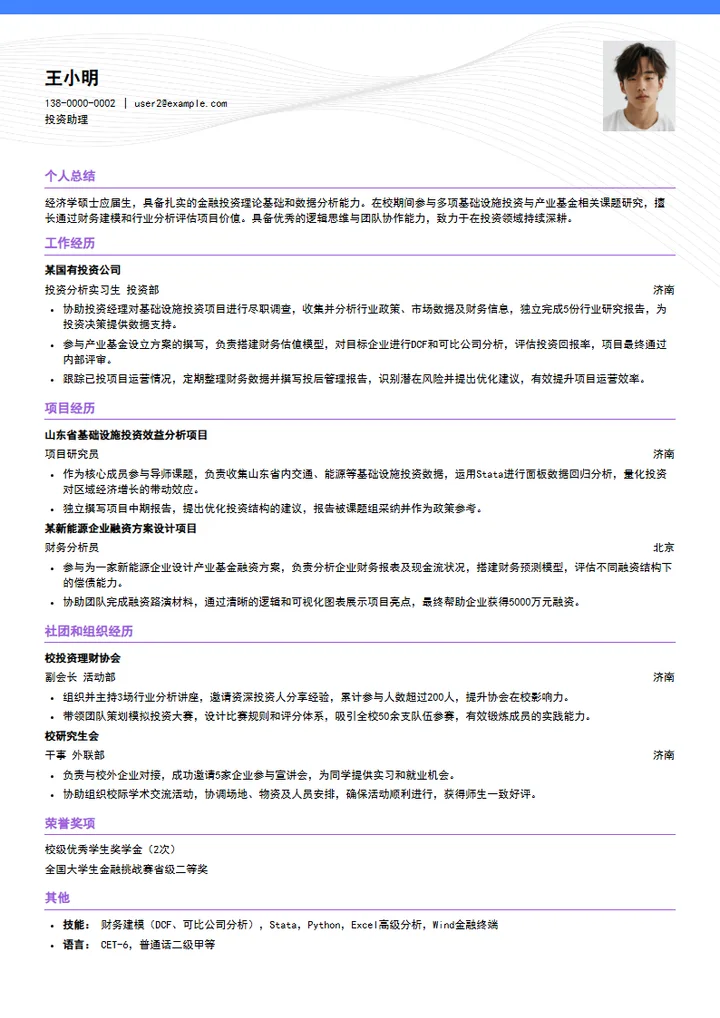 王小明
138-0000-0002 | user2@example.com
投资助理
个人总结
经济学硕士应届生，具备扎实的金融投资理论基础和数据分析能力。在校期间参与多项基础设施投资与产业基金相关课题研究，擅
长通过财务建模和行业分析评估项目价值。具备优秀的逻辑思维与团队协作能力，致力于在投资领域持续深耕。
工作经历
某国有投资公司
投资分析实习生 投资部 济南
• 协助投资经理对基础设施投资项目进行尽职调查，收集并分析行业政策、市场数据及财务信息，独立完成5份行业研究报告，为
投资决策提供数据支持。
• 参与产业基金设立方案的撰写，负责搭建财务估值模型，对目标企业进行DCF和可比公司分析，评估投资回报率，项目最终通过
内部评审。
• 跟踪已投项目运营情况，定期整理财务数据并撰写投后管理报告，识别潜在风险并提出优化建议，有效提升项目运营效率。
项目经历
山东省基础设施投资效益分析项目
项目研究员 济南
• 作为核心成员参与导师课题，负责收集山东省内交通、能源等基础设施投资数据，运用Stata进行面板数据回归分析，量化投资
对区域经济增长的带动效应。
• 独立撰写项目中期报告，提出优化投资结构的建议，报告被课题组采纳并作为政策参考。
某新能源企业融资方案设计项目
财务分析员 北京
• 参与为一家新能源企业设计产业基金融资方案，负责分析企业财务报表及现金流状况，搭建财务预测模型，评估不同融资结构下
的偿债能力。
• 协助团队完成融资路演材料，通过清晰的逻辑和可视化图表展示项目亮点，最终帮助企业获得5000万元融资。
社团和组织经历
校投资理财协会
副会长 活动部 济南
• 组织并主持3场行业分析讲座，邀请资深投资人分享经验，累计参与人数超过200人，提升协会在校影响力。
• 带领团队策划模拟投资大赛，设计比赛规则和评分体系，吸引全校50余支队伍参赛，有效锻炼成员的实践能力。
校研究生会
干事 外联部 济南
• 负责与校外企业对接，成功邀请5家企业参与宣讲会，为同学提供实习和就业机会。
• 协助组织校际学术交流活动，协调场地、物资及人员安排，确保活动顺利进行，获得师生一致好评。
荣誉奖项
校级优秀学生奖学金（2次）
全国大学生金融挑战赛省级二等奖
其他
• 技能： 财务建模（DCF、可比公司分析），Stata，Python，Excel高级分析，Wind金融终端
• 语言： CET-6，普通话二级甲等